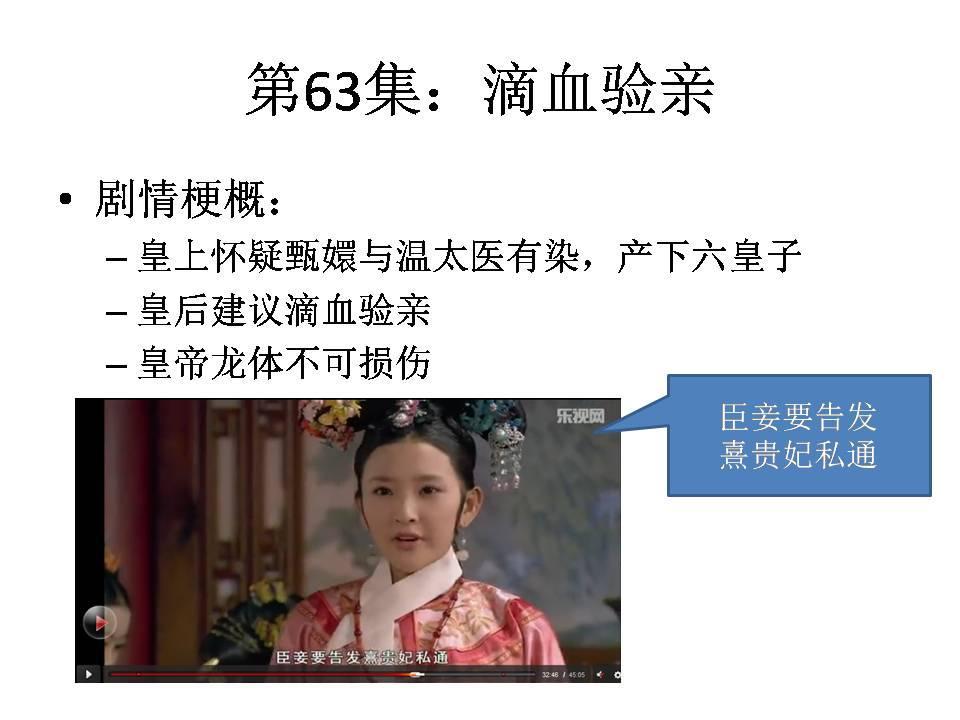 第63集：滴血验亲
• 剧情梗概：
– 皇上怀疑甄嬛与温太医有染，产下六皇子
– 皇后建议滴血验亲
– 皇帝龙体不可损伤
臣妾要告发
熹贵妃私通
乐视网
臣妾要告发熹贵妃私通
32:46 / 45:05